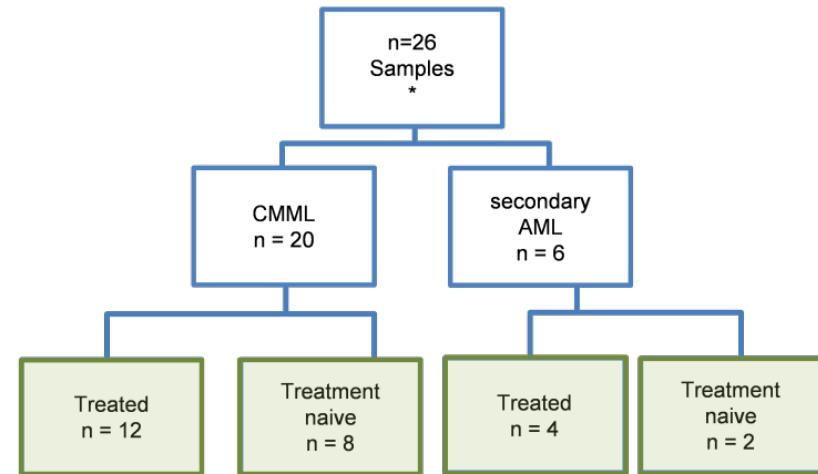 n=26
Samples
*
CMML
n = 20
secondary
AML
n = 6
Treated
n = 12
Treatment
naive
n = 8
Treated
n = 4
Treatment
naive
n = 2